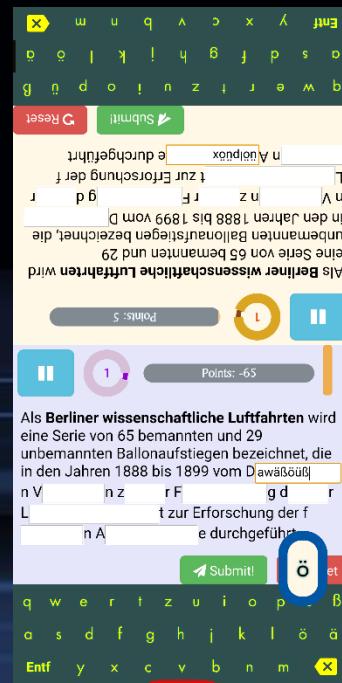 1 Points: 5
Als Berliner wissenschaftliche Luftfahrten wird
eine Serie von 65 bemannten und 29
unbemannten Ballonaufstiegen bezeichnet, die
in den Jahren 1888 bis 1899 vom D
n V n z r F g d r
L t zur Erforschung der f
n A e durchgeführt
Submit! Reset
q w e r t z u i o p ü ß
a s d f g h j k l ö ä
Entf y x c v b n m
1 Points: -65
Als Berliner wissenschaftliche Luftfahrten wird
eine Serie von 65 bemannten und 29
unbemannten Ballonaufstiegen bezeichnet, die
in den Jahren 1888 bis 1899 vom D awäßöüß
n V n z r F g d r
L t zur Erforschung der f
n A e durchgeführt
Submit! ö et
q w e r t z u i o p ß
a s d f g h j k l ö ä
Entf y x c v b n m